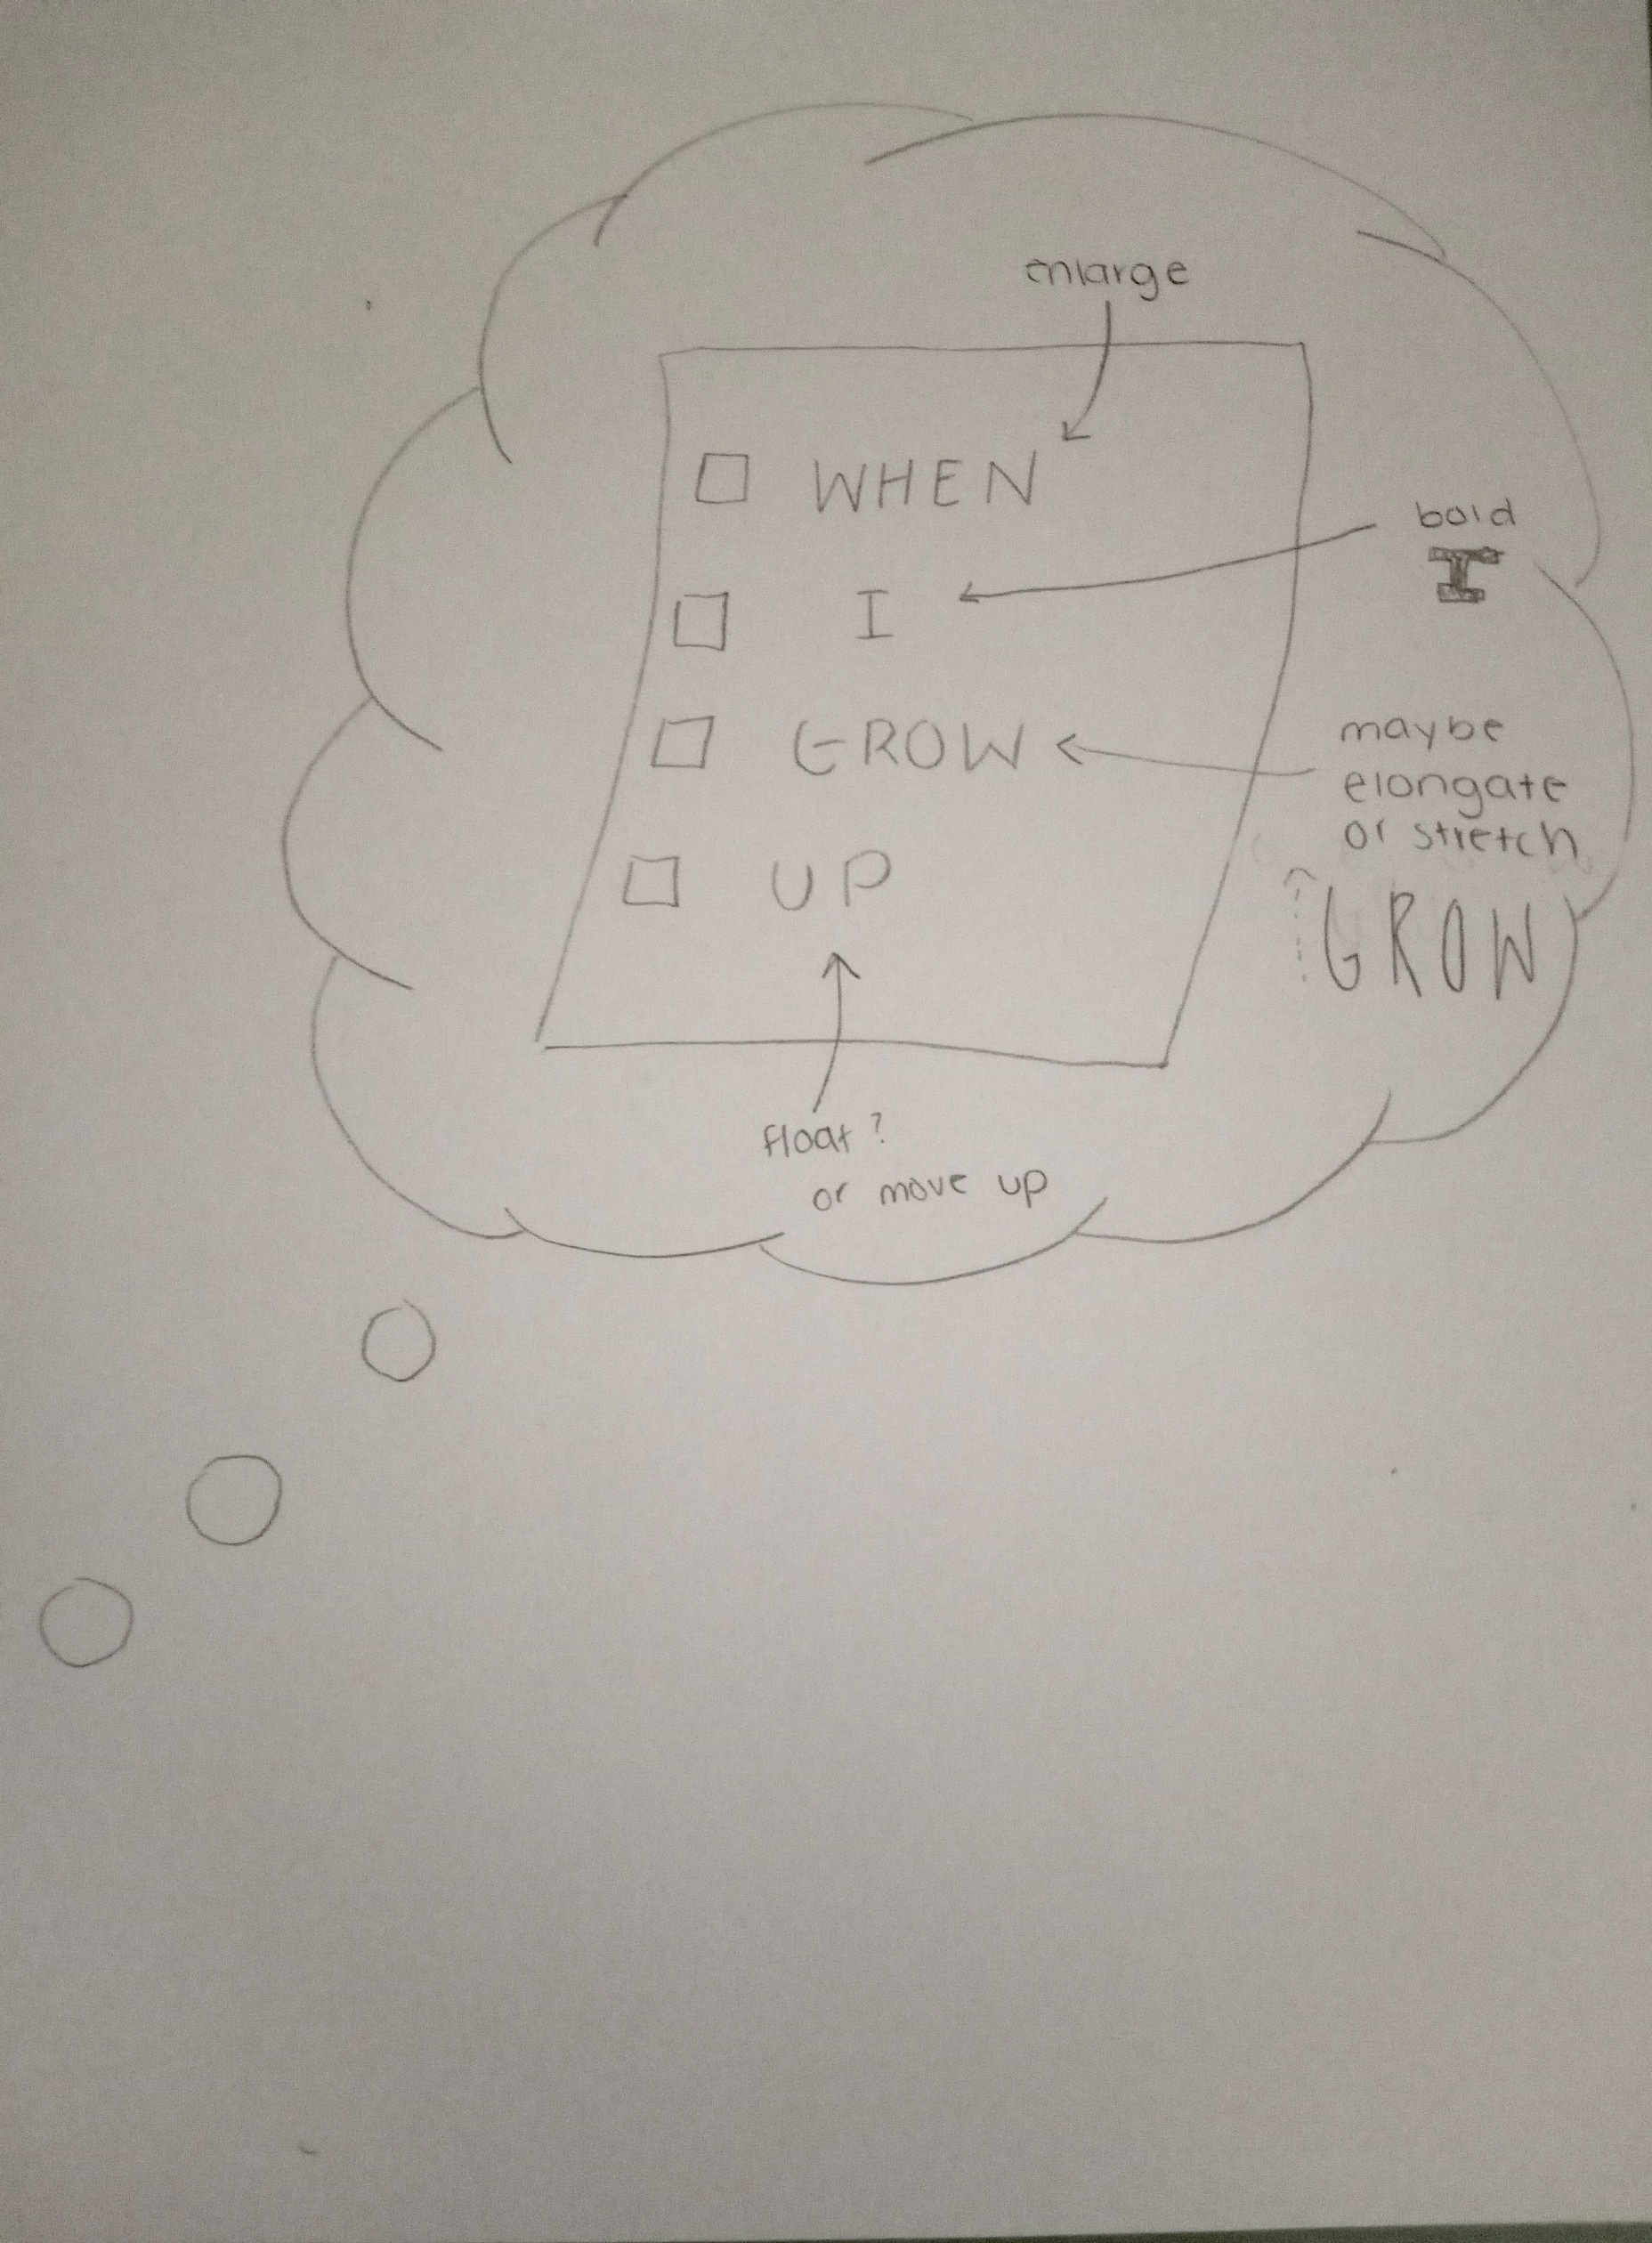 enlarge
WHEN
bold
I
I
GROW
maybe
elongate
or stretch
GROW
UP
float?
or move up